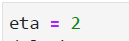 eta = 2